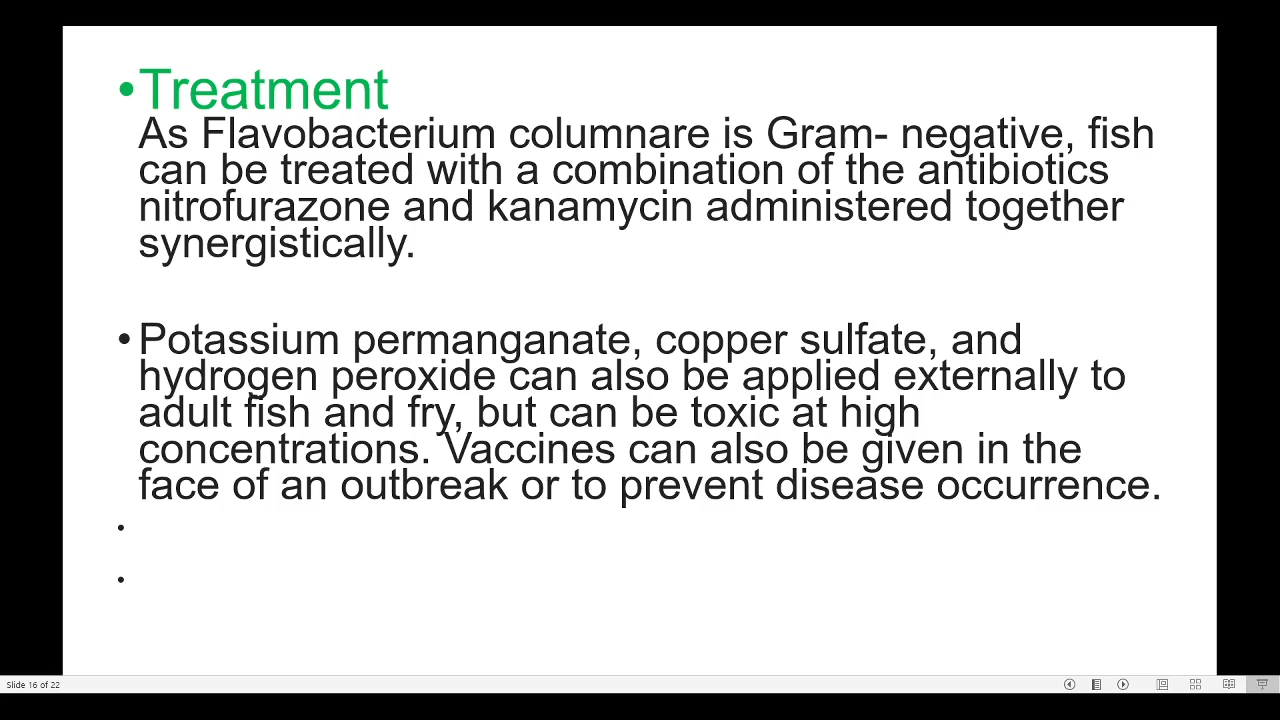 •Treatment
As Flavobacterium columnare is Gram- negative, fish
can be treated with a combination of the antibiotics
nitrofurazone and kanamycin administered together
synergistically.
• Potassium permanganate, copper sulfate, and
hydrogen peroxide can also be applied externally to
adult fish and fry, but can be toxic at high
concentrations. Vaccines can also be given in the
face of an outbreak or to prevent disease occurrence.
•
•
Slide 16 of 22